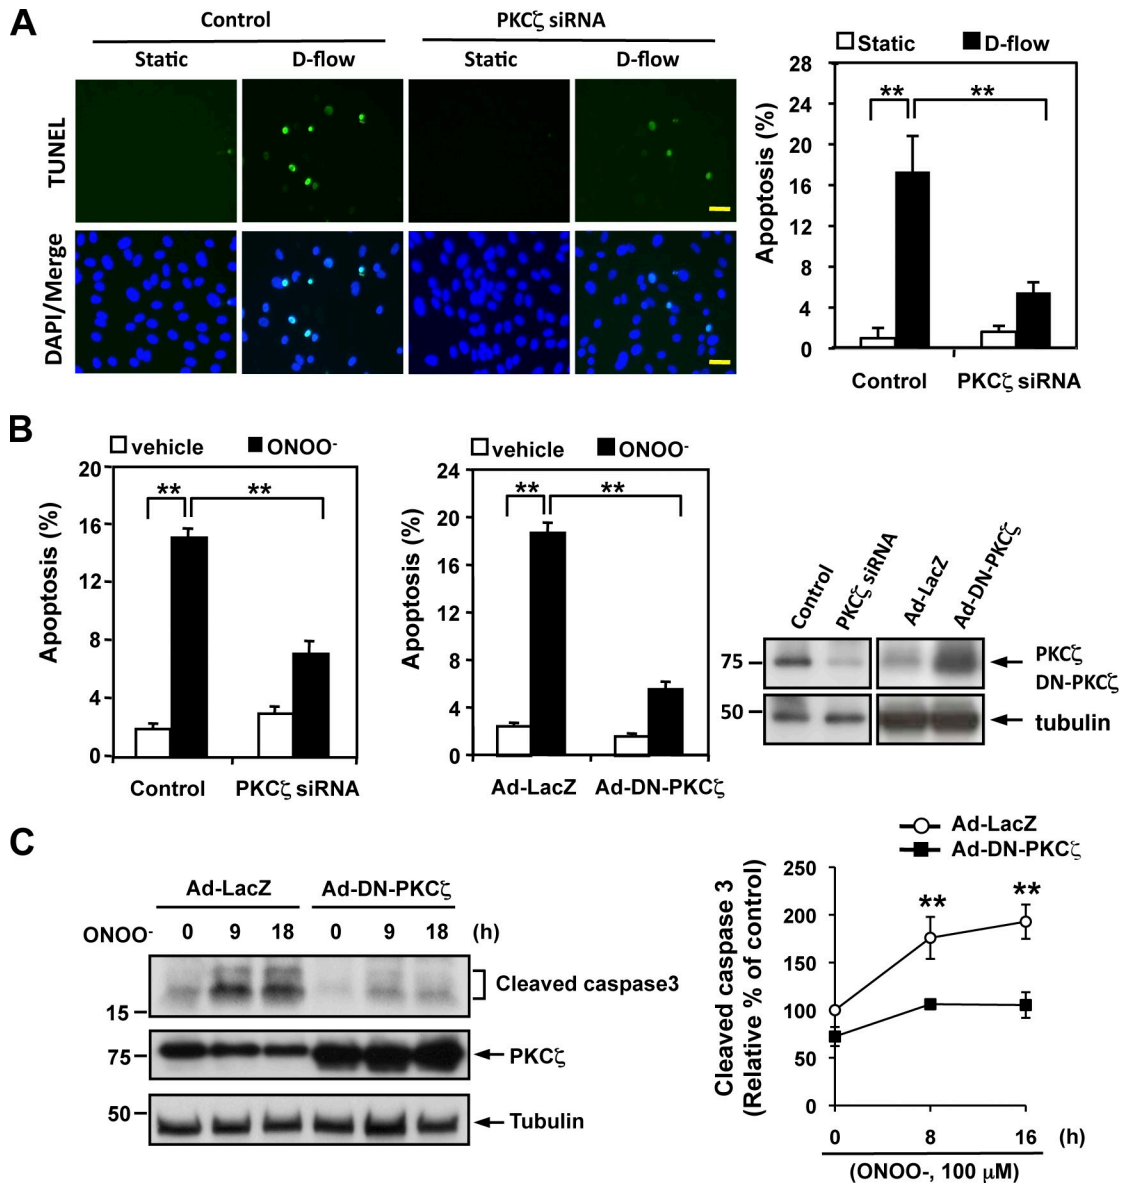 A
Control
PKCζ siRNA
Static
D-flow
Static
D-flow
TUNEL
DAPI/Merge
Static
D-flow
Apoptosis (%)
28
24
20
16
12
8
4
0
**
**
Control
PKCζ siRNA
B
vehicle
ONOO-
Apoptosis (%)
20
16
12
8
4
0
**
**
Control
PKCζ siRNA
vehicle
ONOO-
Apoptosis (%)
24
20
16
12
8
4
0
**
**
Ad-LacZ
Ad-DN-PKCζ
Control
PKCζ siRNA
Ad-LacZ
Ad-DN-PKCζ
75
PKCζ
DN-PKCζ
50
tubulin
C
Ad-LacZ
Ad-DN-PKCζ
ONOO- 0 9 18 0 9 18 (h)
Cleaved caspase3
15
75
PKCζ
50
Tubulin
Ad-LacZ
Ad-DN-PKCζ
Cleaved caspase 3
(Relative % of control)
250
200
150
100
50
0
**
**
0 8 16 (h)
(ONOO-, 100 μM)